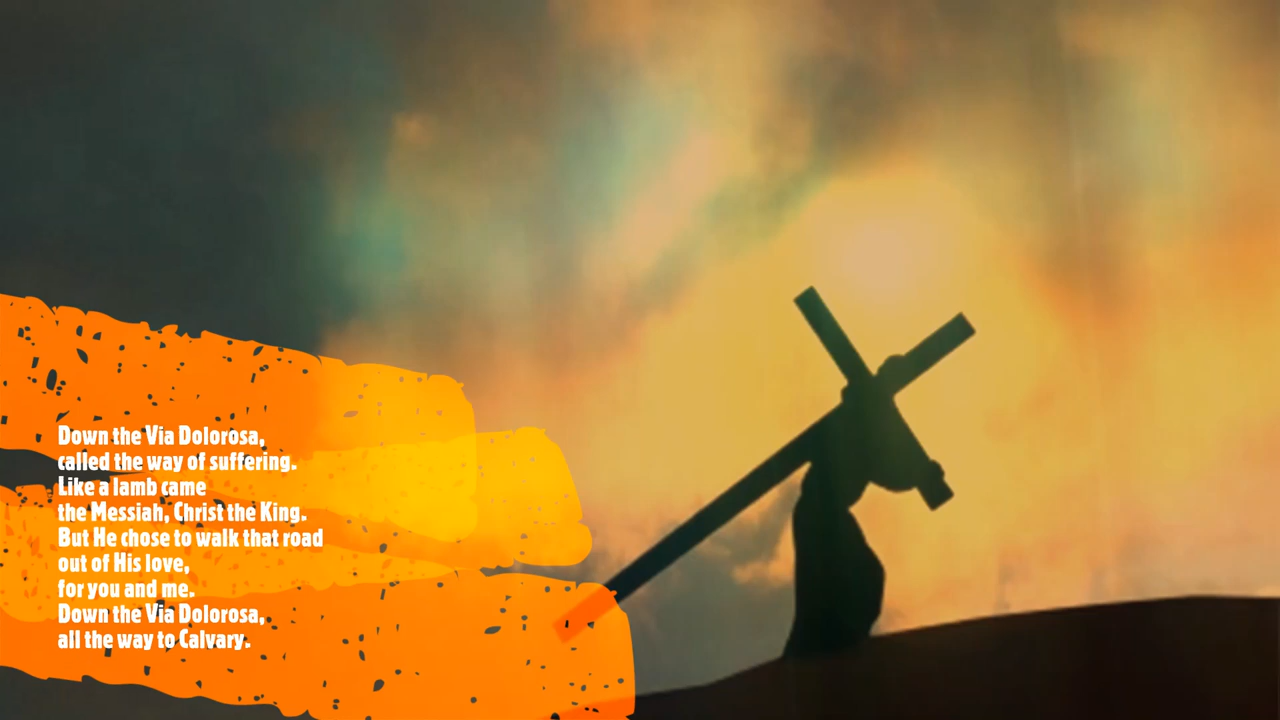 Down the Via Dolorosa,
called the way of suffering.
Like a lamb came
the Messiah, Christ the King.
But He chose to walk that road
out of His love,
for you and me.
Down the Via Dolorosa,
all the way to Calvary.